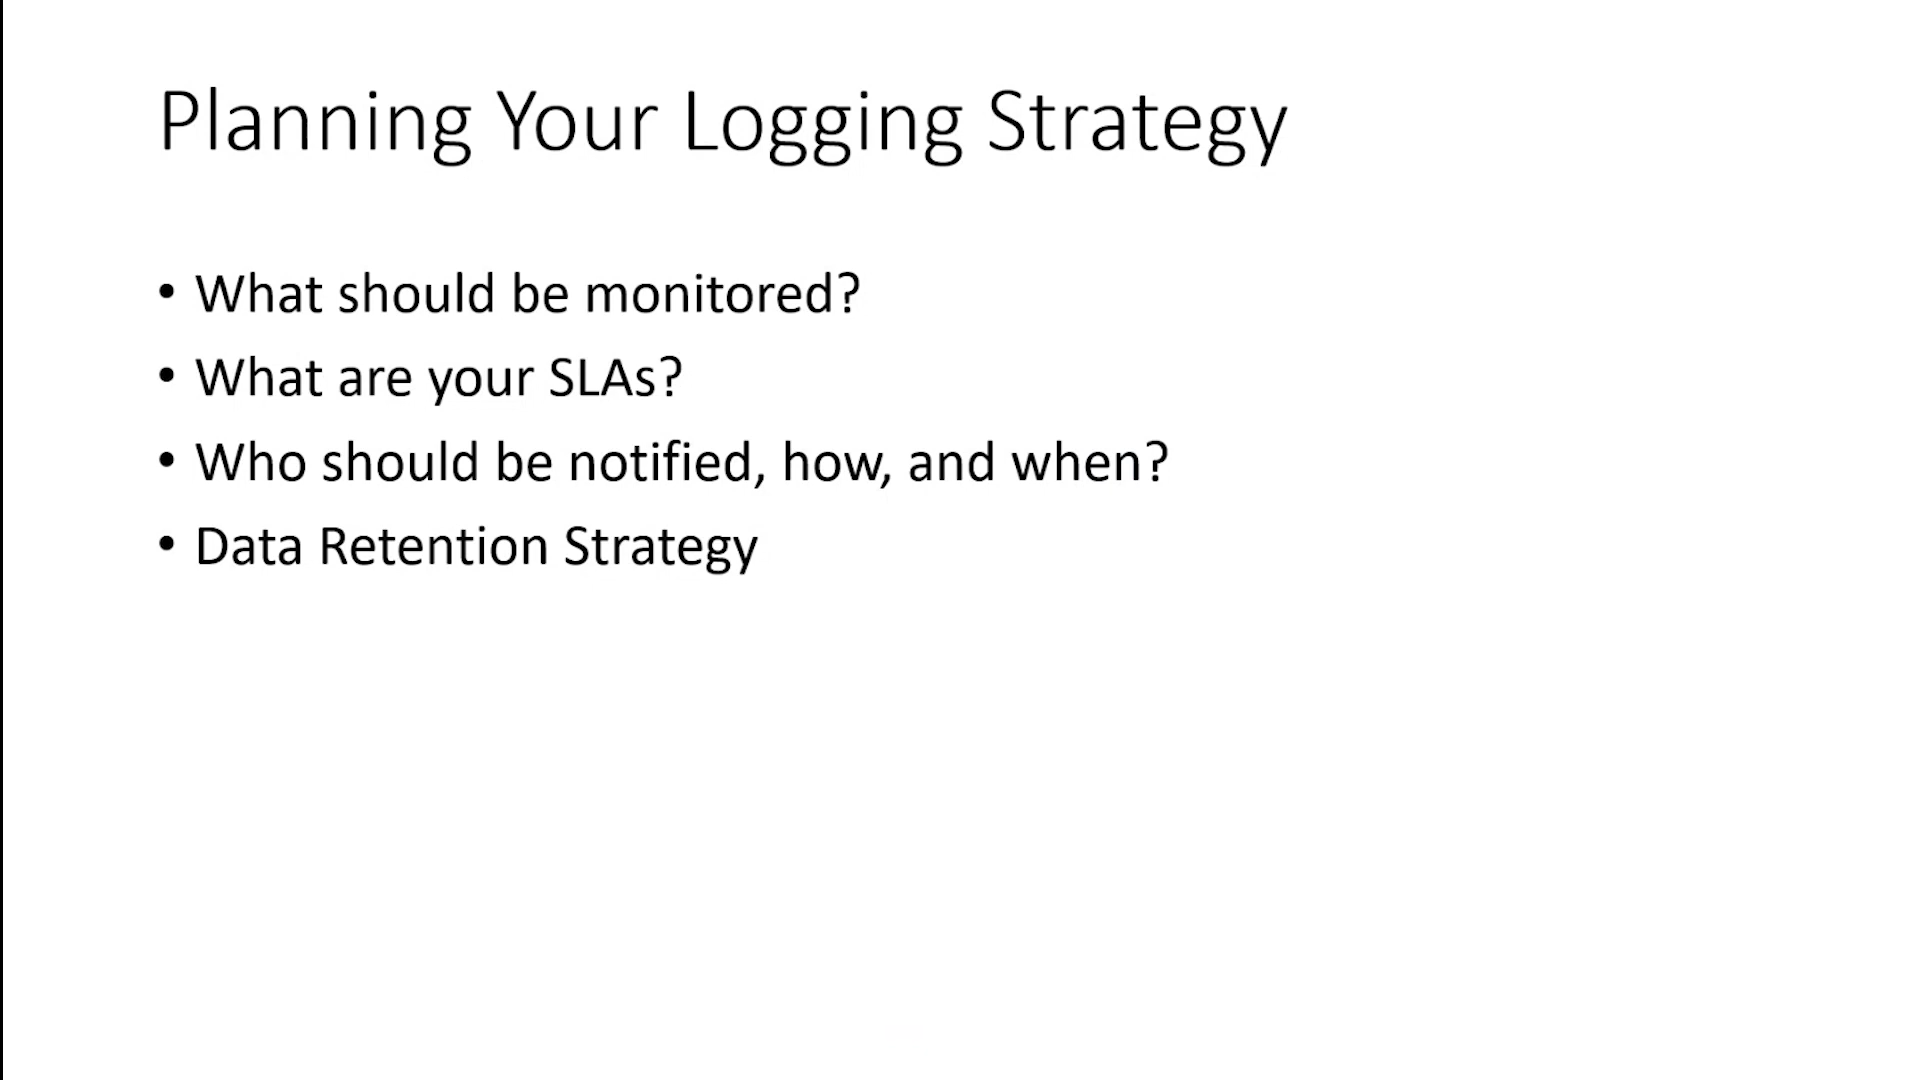 Planning Your Logging Strategy
• What should be monitored?
• What are your SLAs?
• Who should be notified, how, and when?
• Data Retention Strategy